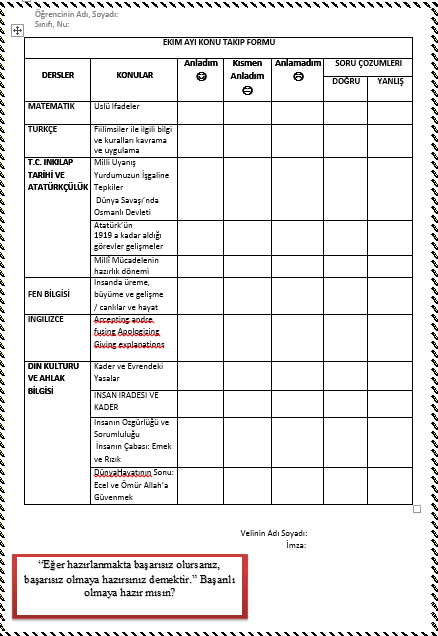 Öğrencinin Adı, Soyadı:
Sınıfı, Nu:
EKİM AYI KONU TAKİP FORMU
DERSLER
KONULAR
Anladım
Kısmen
Anladım
Anlamadım
SORU ÇÖZÜMLERİ
DOĞRU
YANLIŞ
MATEMATİK
Üslü İfadeler
TÜRKÇE
Fiilimsiler ile ilgili bilgi
ve kuralları kavrama
ve uygulama
T.C. İNKILAP
TARİHİ VE
ATATÜRKÇÜLÜK
Milli Uyanış
Yurdumuzun İşgaline
Tepkiler
Dünya Savaşı'nda
Osmanlı Devleti
Atatürk'ün
1919 a kadar aldığı
görevler gelişmeler
Millî Mücadelenin
hazırlık dönemi
FEN BİLGİSİ
İnsanda üreme,
büyüme ve gelişme
/ canlılar ve hayat
İNGİLİZCE
Accepting andre
fusing Apologizing
Giving explanations
DİN KÜLTÜRÜ
VE AHLAK
BİLGİSİ
Kader ve Evrendeki
Yasalar
İNSAN İRADESİ VE
KADER
İnsanın Özgürlüğü ve
Sorumluluğu
İnsanın Çabası: Emek
ve Rızık
DünyaHayatının Sonu:
Ecel ve Ömür Allah'a
Güvenmek
Velinin Adı Soyadı:
İmza:
“Eğer hazırlanmakta başarısız olursanız,
başarısız olmaya hazırsınız demektir.” Başarılı
olmaya hazır mısın?